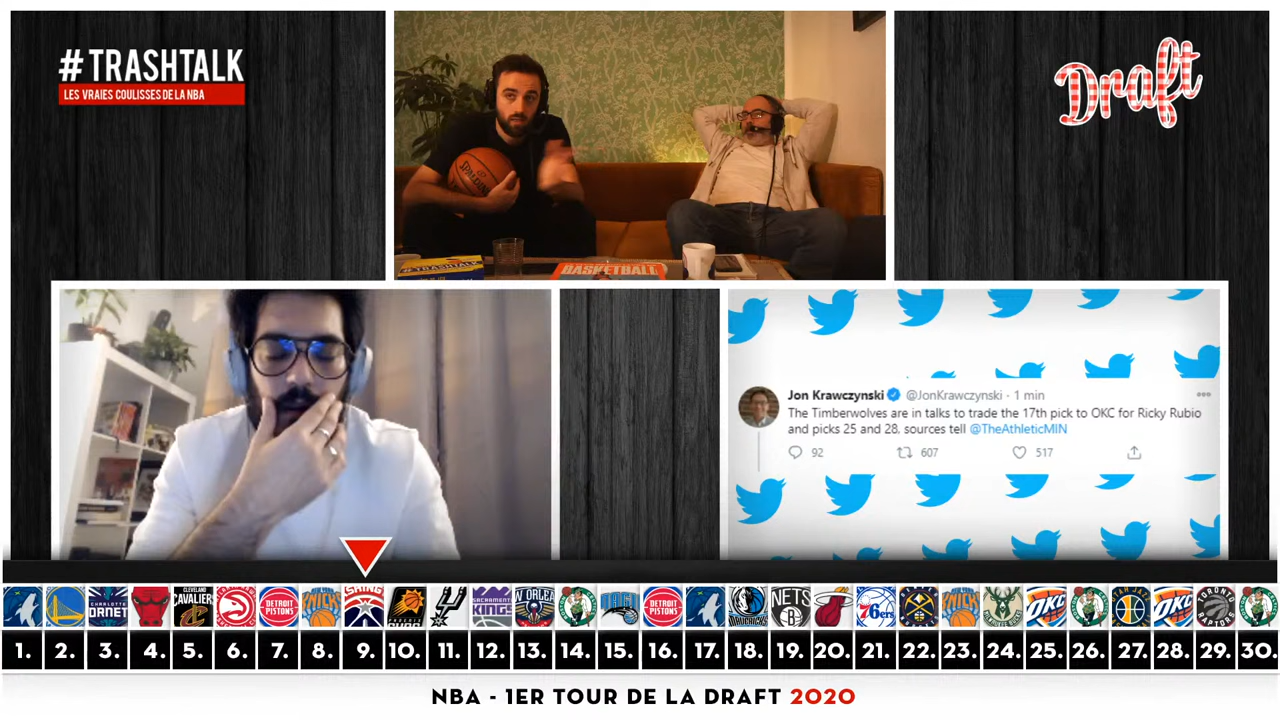 #TRASHTALK
LES VRAIES COULISSES DE LA NBA
Draft
SPALDING
#TRASHTALK
BASKETBALL
Jon Krawczynski @JonKrawczynski · 1 min
The Timberwolves are in talks to trade the 17th pick to OKC for Ricky Rubio
and picks 25 and 28, sources tell @TheAthleticMIN
92 607 517
CHARLOTTE
CLEVELAND
CAVALIERS
DETROIT
PISTONS
KNICKS
PHOENIX
SACRAMENTO
KINGS
DETROIT
PISTONS
MAVERICKS
NETS
B
76ers
KNICKS
OKC
UTAH JAZZ
OKC
TORONTO
RAPTORS
1. 2. 3. 4. 5. 6. 7. 8. 9. 10. 11. 12. 13. 14. 15. 16. 17. 18. 19. 20. 21. 22. 23. 24. 25. 26. 27. 28. 29. 30.
NBA - 1ER TOUR DE LA DRAFT 2020